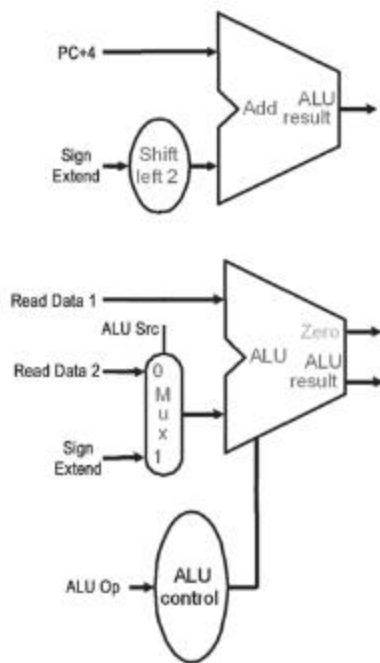 PC+4
Add
ALU
result
Sign
Extend
Shift
left 2
Read Data 1
ALU Src
Zero
ALU
ALU
result
Read Data 2
0
M
u
x
1
Sign
Extend
ALU Op
ALU
control